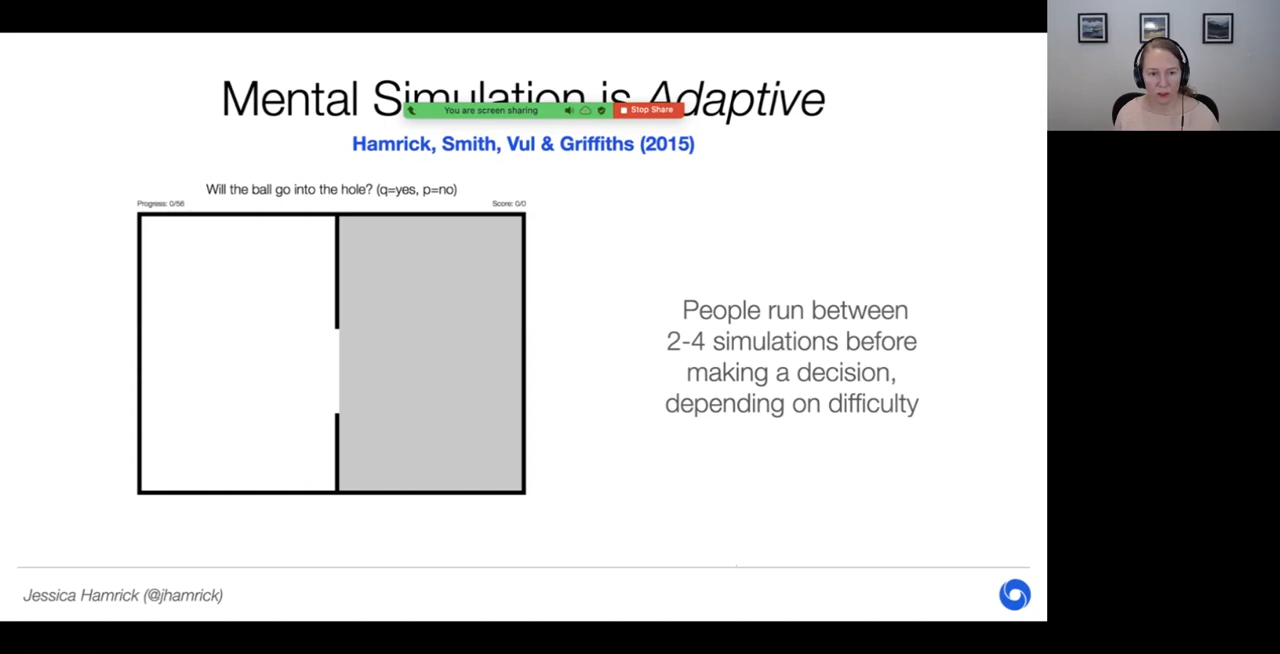 Mental Simulation is Adaptive
You are screen sharing
Stop Share
Hamrick, Smith, Vul & Griffiths (2015)
Will the ball go into the hole? (q=yes, p=no)
Progress: 0/56
Score: 0/0
People run between
2-4 simulations before
making a decision,
depending on difficulty
Jessica Hamrick (@jhamrick)